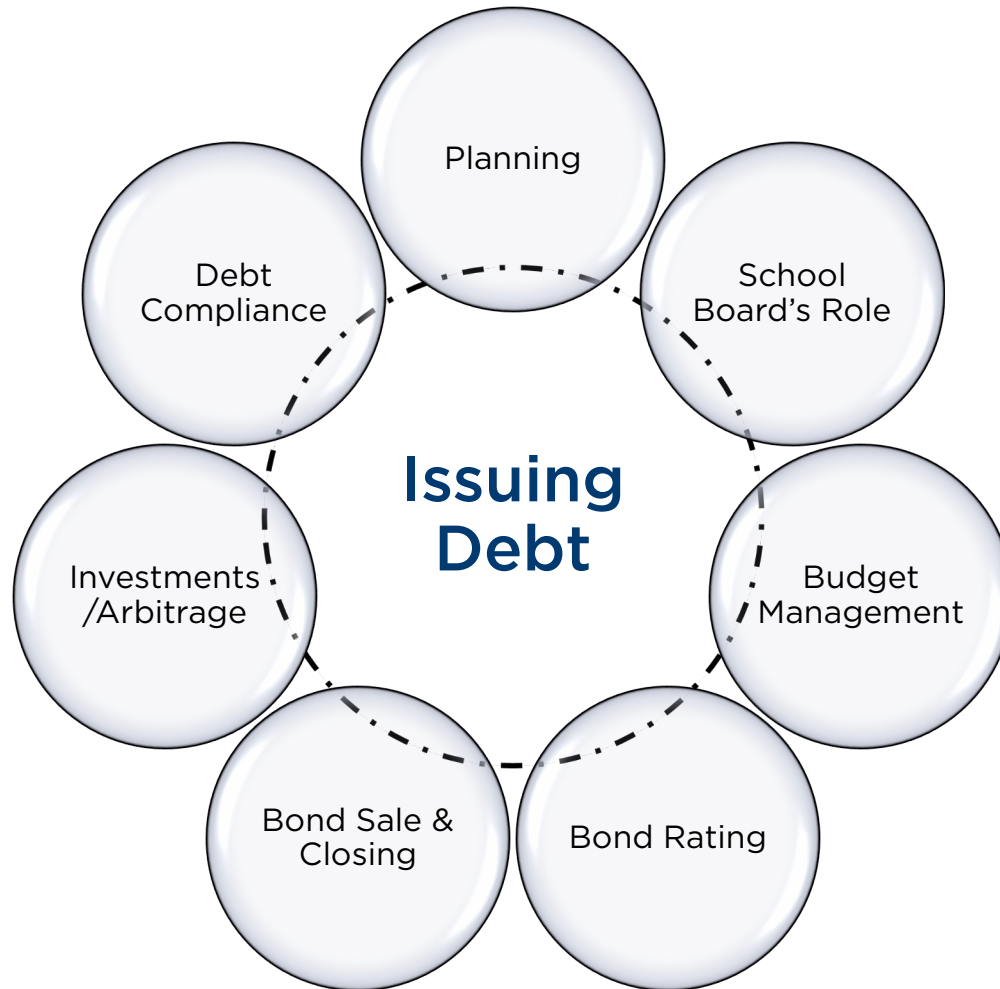 Planning
School
Board's Role
Budget
Management
Bond Rating
Bond Sale &
Closing
Investments
/Arbitrage
Debt
Compliance
Issuing
Debt